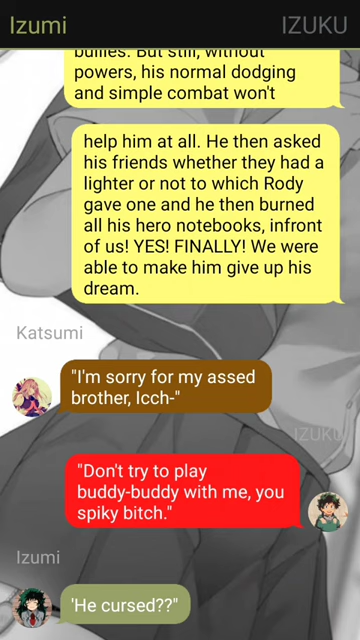 Izumi IZUKU
bullies. But still, without
powers, his normal dodging
and simple combat won't
help him at all. He then asked
his friends whether they had a
lighter or not to which Rody
gave one and he then burned
all his hero notebooks, infront
of us! YES! FINALLY! We were
able to make him give up his
dream.
Katsumi
"I'm sorry for my assed
brother, Icch-"
IZUKU
"Don't try to play
buddy-buddy with me, you
spiky bitch."
Izumi
'He cursed??"